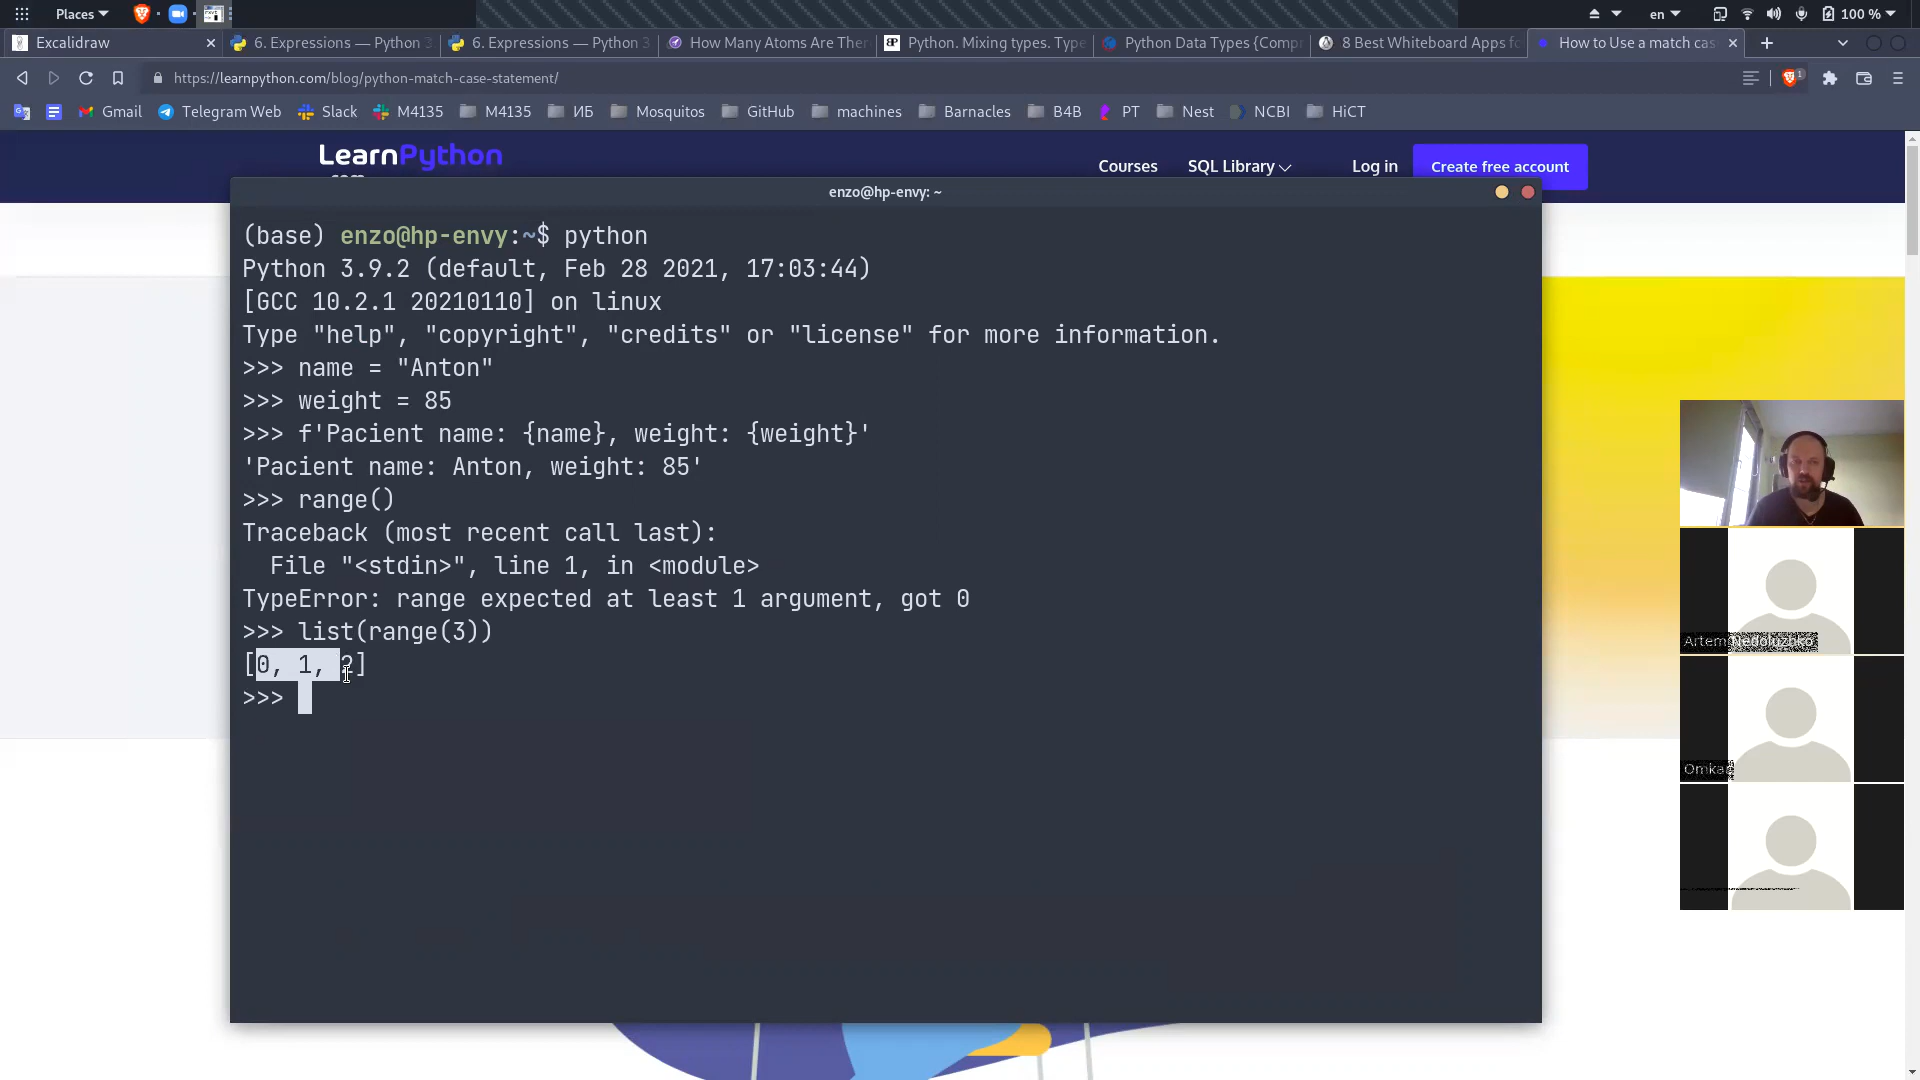 Places
en
100 %
Excalidraw
6. Expressions — Python 3
6. Expressions — Python 3
How Many Atoms Are Ther
Python. Mixing types. Type
Python Data Types {Comp
8 Best Whiteboard Apps fo
How to Use a match cas
https://learnpython.com/blog/python-match-case-statement/
1
Gmail
Telegram Web
Slack
M4135
M4135
ИБ
Mosquitos
GitHub
machines
Barnacles
B4B
PT
Nest
NCBI
HiCT
LearnPython
Courses
SQL Library
Log in
Create free account
enzo@hp-envy: ~
(base) enzo@hp-envy:~$ python
Python 3.9.2 (default, Feb 28 2021, 17:03:44)
[GCC 10.2.1 20210110] on linux
Type "help", "copyright", "credits" or "license" for more information.
>>> name = "Anton"
>>> weight = 85
>>> f'Pacient name: {name}, weight: {weight}'
'Pacient name: Anton, weight: 85'
>>> range()
Traceback (most recent call last):
  File "<stdin>", line 1, in <module>
TypeError: range expected at least 1 argument, got 0
>>> list(range(3))
[0, 1, 2]
>>>
Artem Nedoluzhko